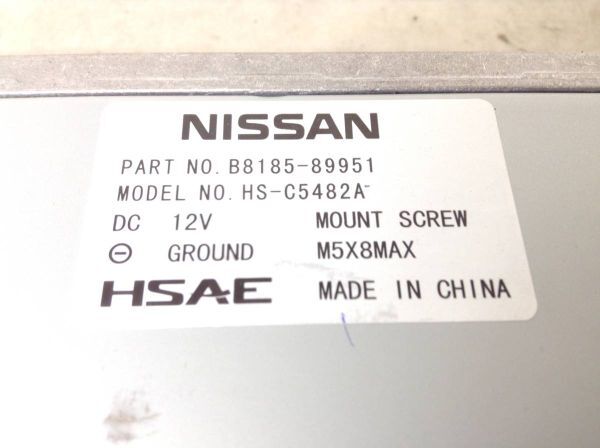 NISSAN
PART NO. B8185-89951
MODEL NO. HS-C5482A-
DC 12V MOUNT SCREW
⊖ GROUND M5X8MAX
HSAE MADE IN CHINA